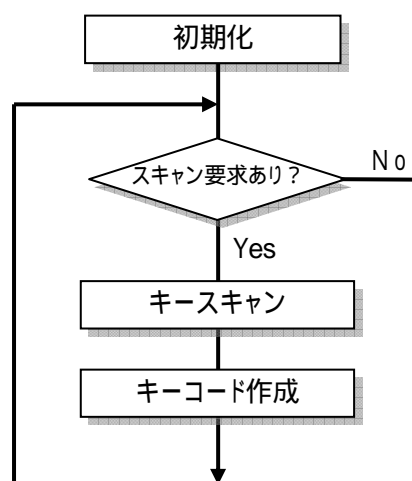 初期化
スキャン要求あり？
No
Yes
キースキャン
キーコード作成